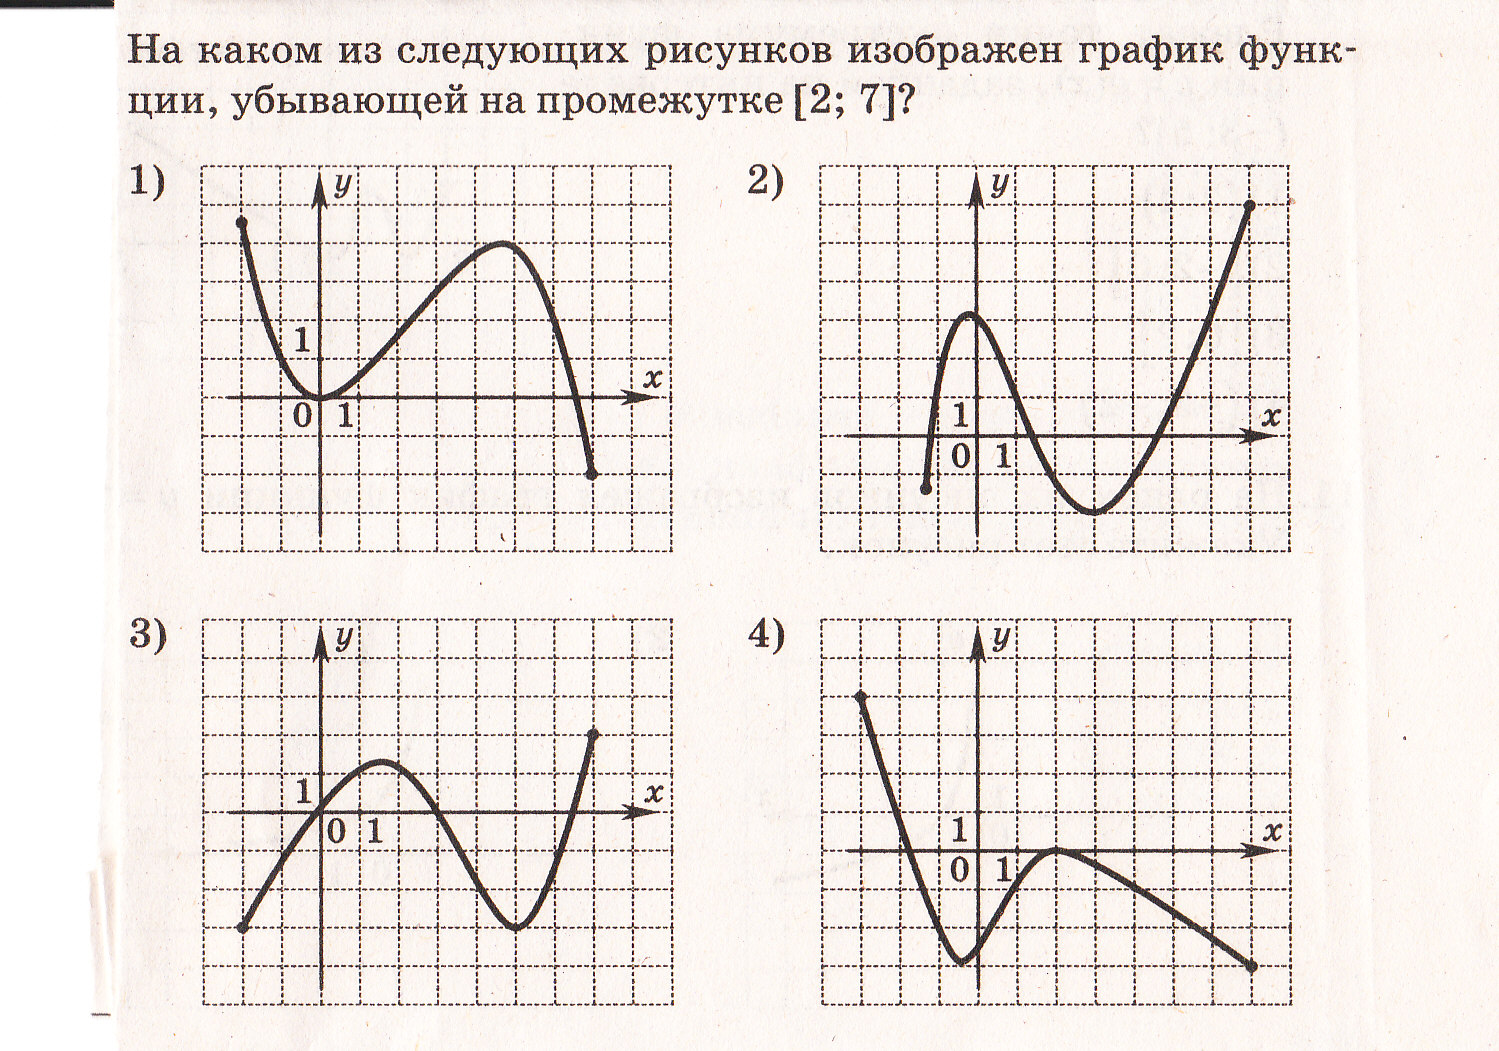 На каком из следующих рисунков изображен график функ-
ции, убывающей на промежутке [2; 7]?
1)
y
1
x
0 1
2)
y
1
x
0 1
3)
y
1
x
0 1
4)
y
1
x
0 1